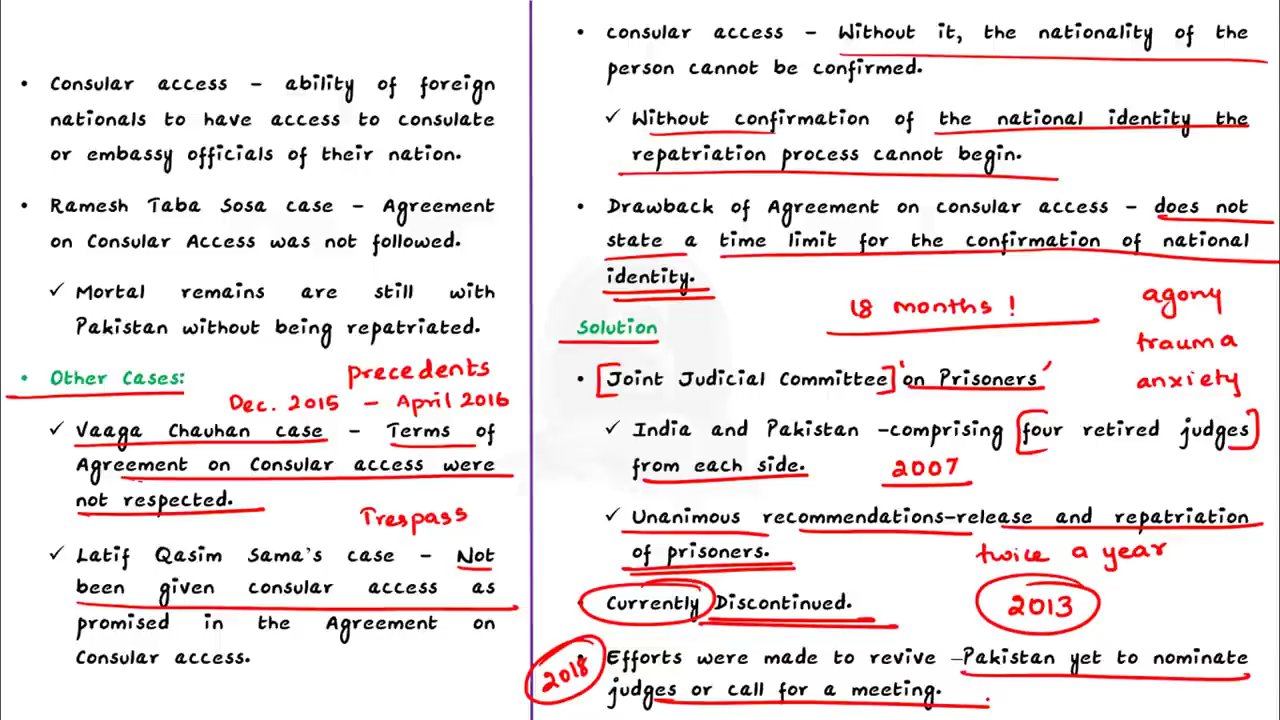 • Consular access – ability of foreign
nationals to have access to consulate
or embassy officials of their nation.
• Ramesh Taba Sosa case – Agreement
on Consular Access was not followed.
✓ Mortal remains are still with
Pakistan without being repatriated.
• Other Cases:
precedents
Dec. 2015 – April 2016
✓ Vaaga Chauhan case – Terms of
Agreement on Consular access were
not respected.
Trespass
✓ Latif Qasim Sama's case – Not
been given consular access as
promised in the Agreement on
Consular access.
• consular access – Without it, the nationality of the
person cannot be confirmed.
✓ Without confirmation of the national identity the
repatriation process cannot begin.
• Drawback of Agreement on consular access – does not
state a time limit for the confirmation of national
identity.
18 months !
agony
trauma
anxiety
Solution
• [Joint Judicial Committee] 'on Prisoners'
✓ India and Pakistan –comprising [four retired judges]
from each side.
2007
✓ Unanimous recommendations–release and repatriation
of prisoners.
twice a year
• Currently Discontinued.
2013
2018
• Efforts were made to revive –Pakistan yet to nominate
judges or call for a meeting.